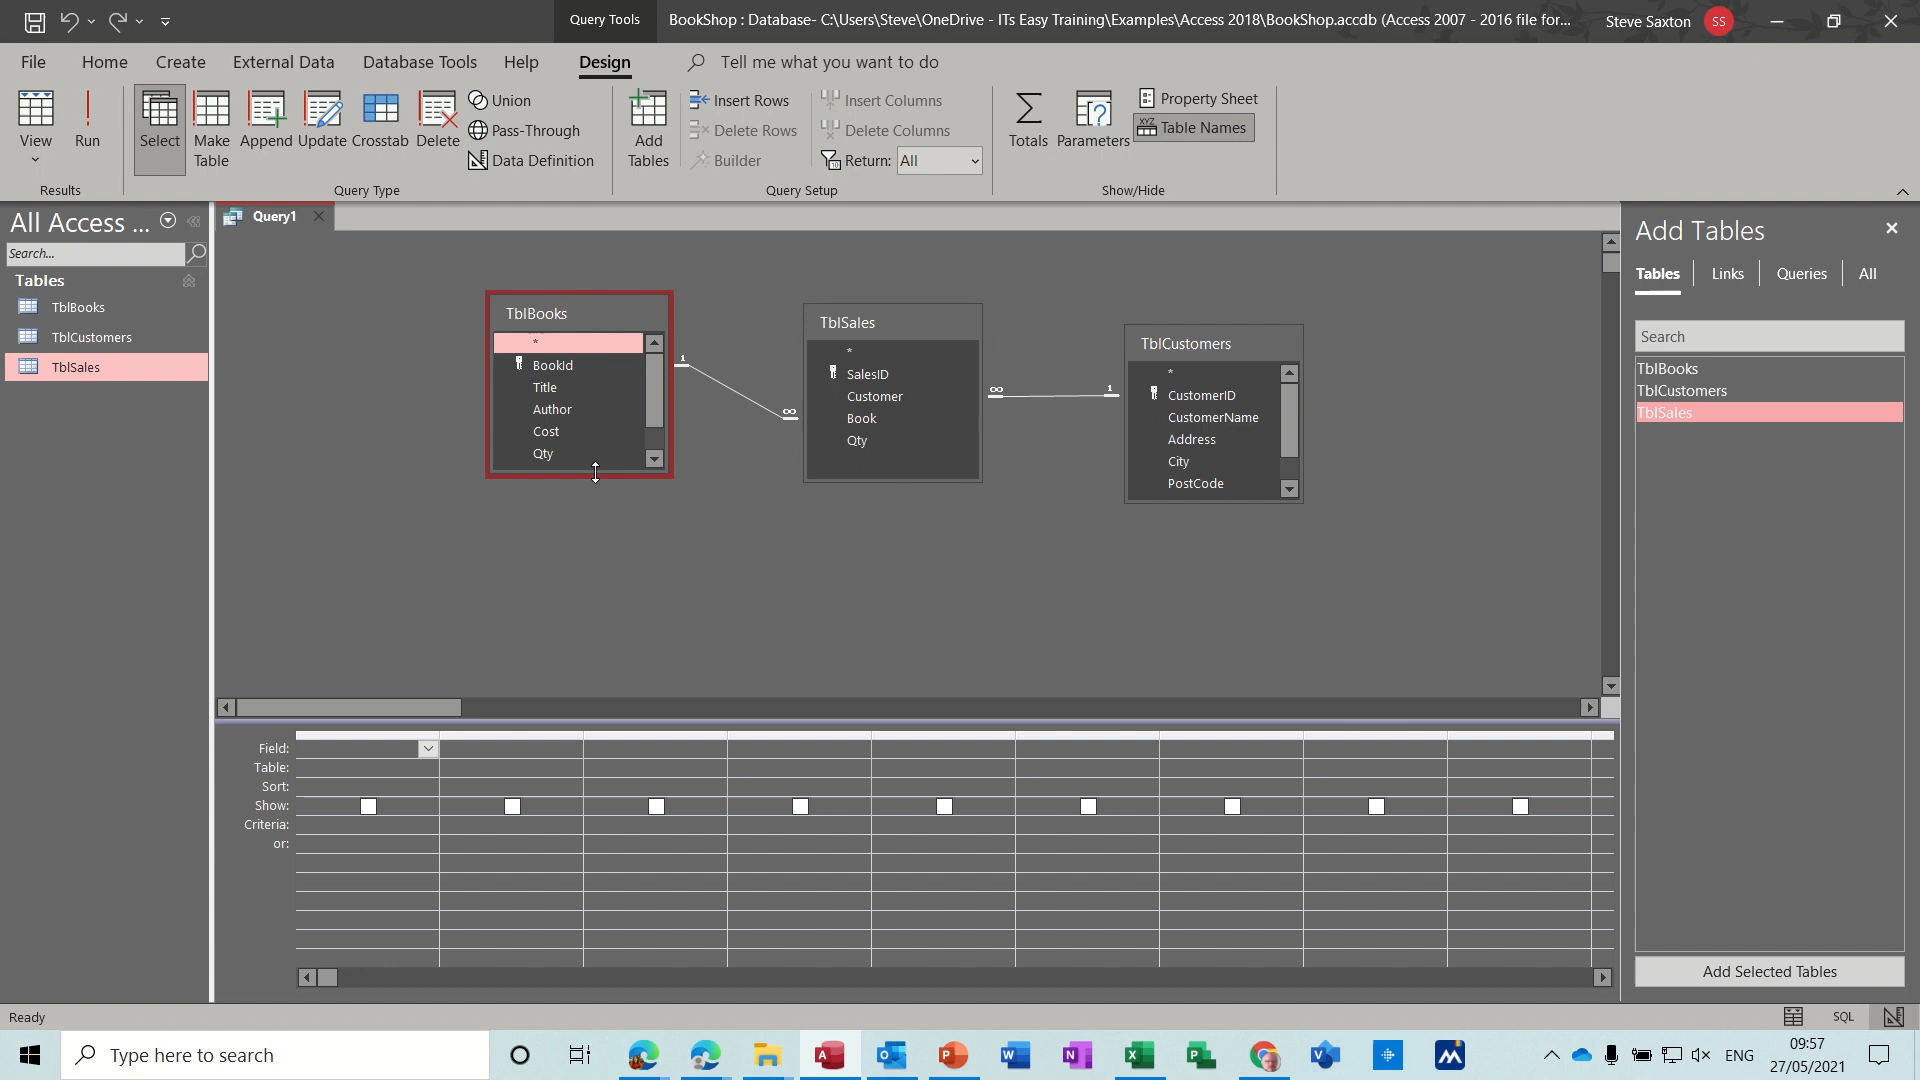 Query Tools
BookShop : Database- C:\Users\Steve\OneDrive - ITs Easy Training\Examples\Access 2018\BookShop.accdb (Access 2007 - 2016 file for...
Steve Saxton
SS
File
Home
Create
External Data
Database Tools
Help
Design
Tell me what you want to do
View
Run
Select
Make Table
Append
Update
Crosstab
Delete
Union
Pass-Through
Data Definition
Add Tables
Insert Rows
Delete Rows
Builder
Insert Columns
Delete Columns
Return: All
Totals
Parameters
Property Sheet
Table Names
Results
Query Type
Query Setup
Show/Hide
All Access ...
Search...
Tables
TblBooks
TblCustomers
TblSales
Query1
TblBooks
*
BookId
Title
Author
Cost
Qty
1
∞
TblSales
*
SalesID
Customer
Book
Qty
∞
1
TblCustomers
*
CustomerID
CustomerName
Address
City
PostCode
Field:
Table:
Sort:
Show:
Criteria:
or:
Add Tables
Tables
Links
Queries
All
Search
TblBooks
TblCustomers
TblSales
Add Selected Tables
Ready
SQL
Type here to search
ENG
09:57
27/05/2021